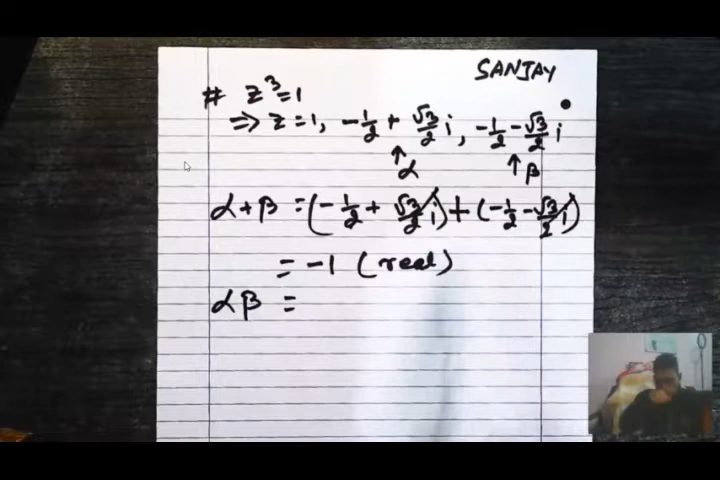 SANJAY
# z³=1
⇒ z = 1, -1/2 + √3/2 i, -1/2 - √3/2 i
↑α ↑β
α+β = (-1/2 + √3/2 i) + (-1/2 - √3/2 i)
= -1 (real)
αβ =